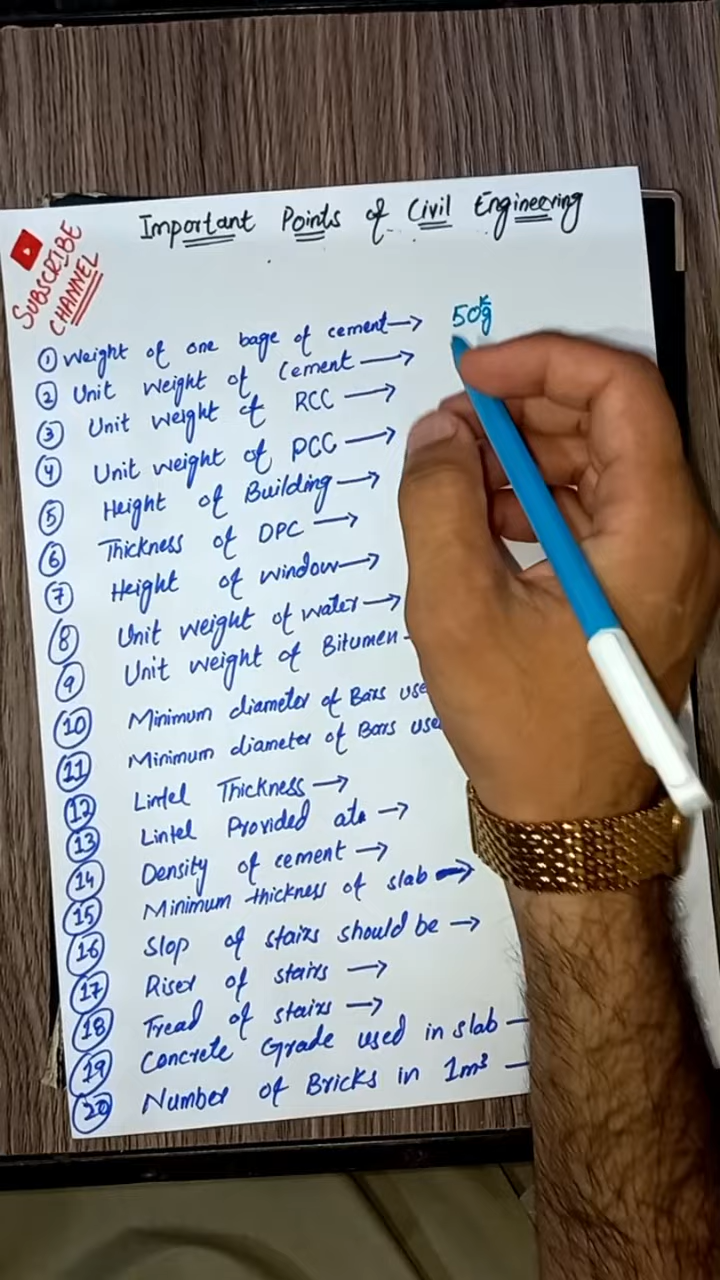 Important Points of Civil Engineering
SUBSCRIBE
CHANNEL
① Weight of one bage of cement → 50kg
② Unit weight of Cement →
③ Unit weight of RCC →
④ Unit weight of PCC →
⑤ Height of Building →
⑥ Thickness of DPC →
⑦ Height of window →
⑧ Unit weight of water →
⑨ Unit weight of Bitumen -
⑩ Minimum diameter of Bars use
⑪ Minimum diameter of Bars use
⑫ Lintel Thickness →
⑬ Lintel Provided at →
⑭ Density of cement →
⑮ Minimum thickness of slab →
⑯ Slop of stairs should be →
⑰ Riser of stairs →
⑱ Tread of stairs →
⑲ Concrete Grade used in slab -
⑳ Number of Bricks in 1m³ -